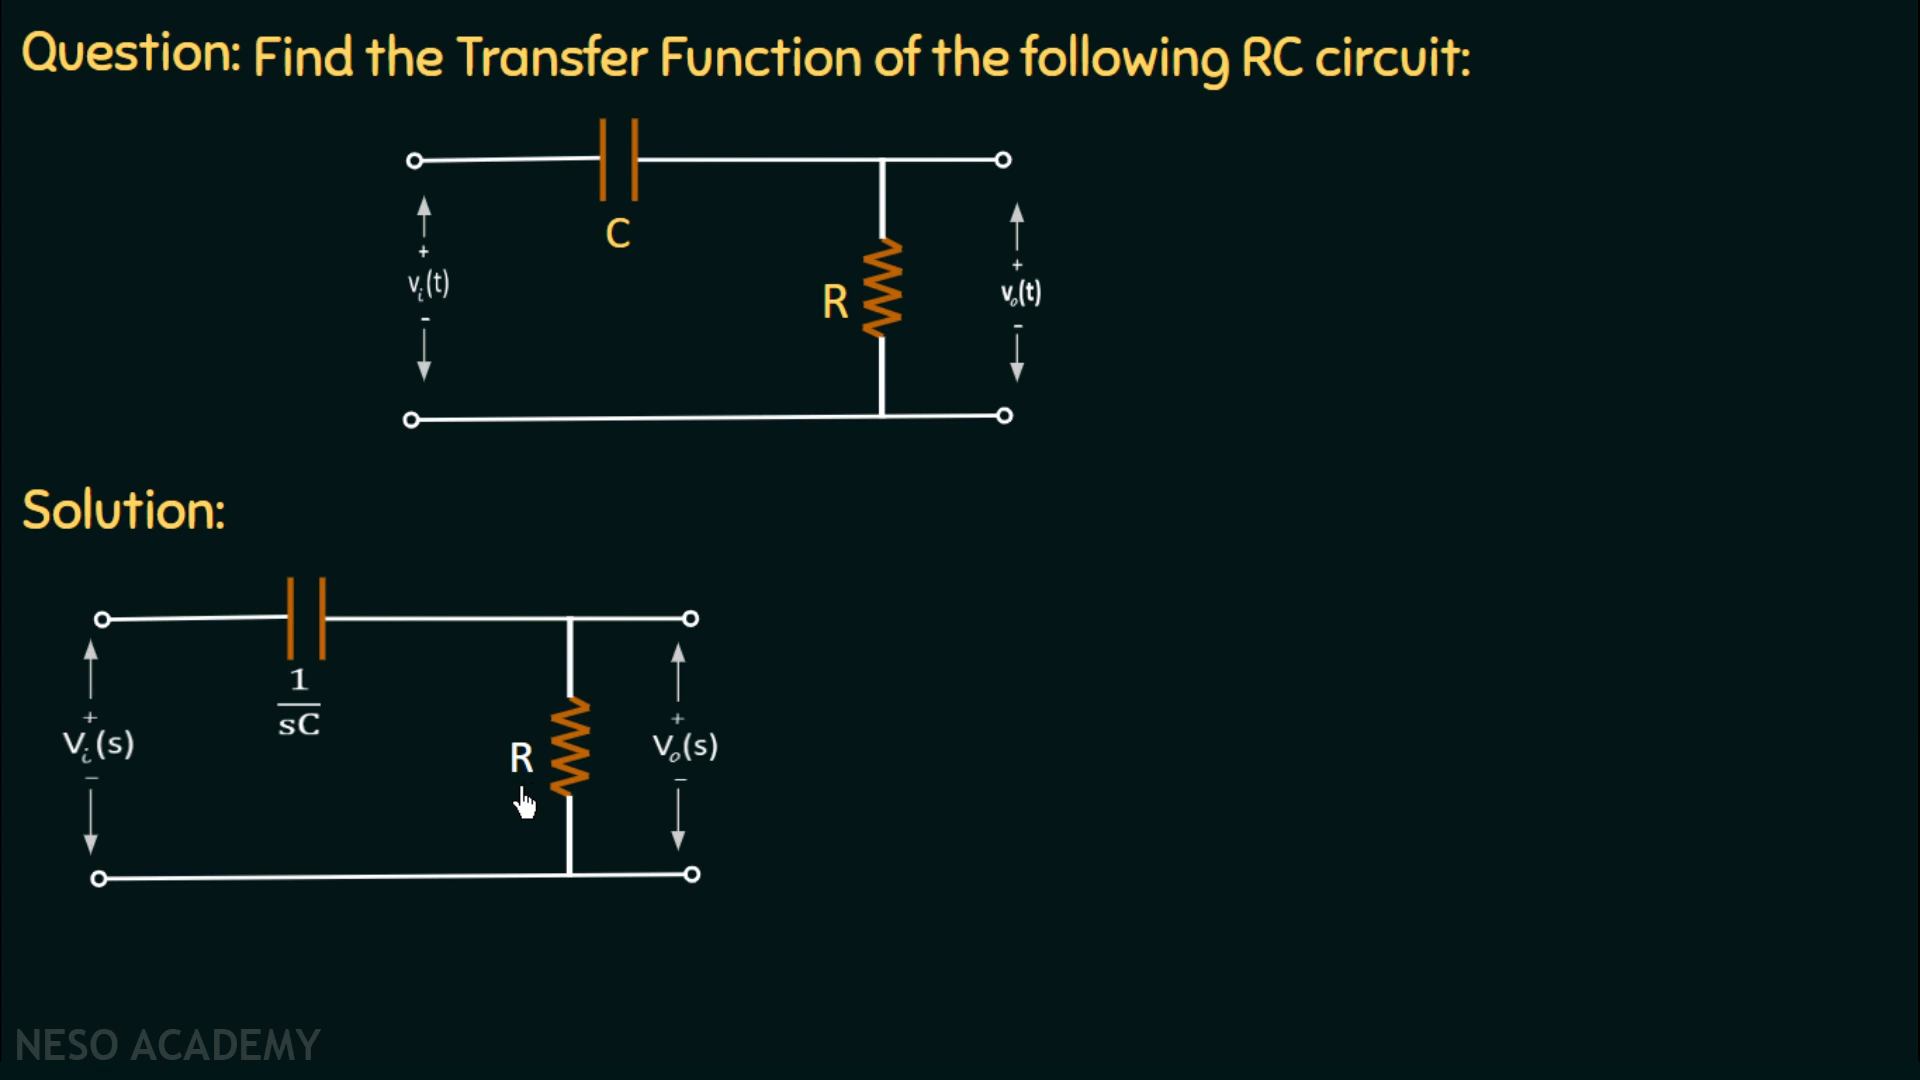 Question: Find the Transfer Function of the following RC circuit:
C
+
vᵢ(t)
-
R
+
vₒ(t)
-
Solution:
1
sC
+
Vᵢ(s)
−
R
+
Vₒ(s)
−
NESO ACADEMY